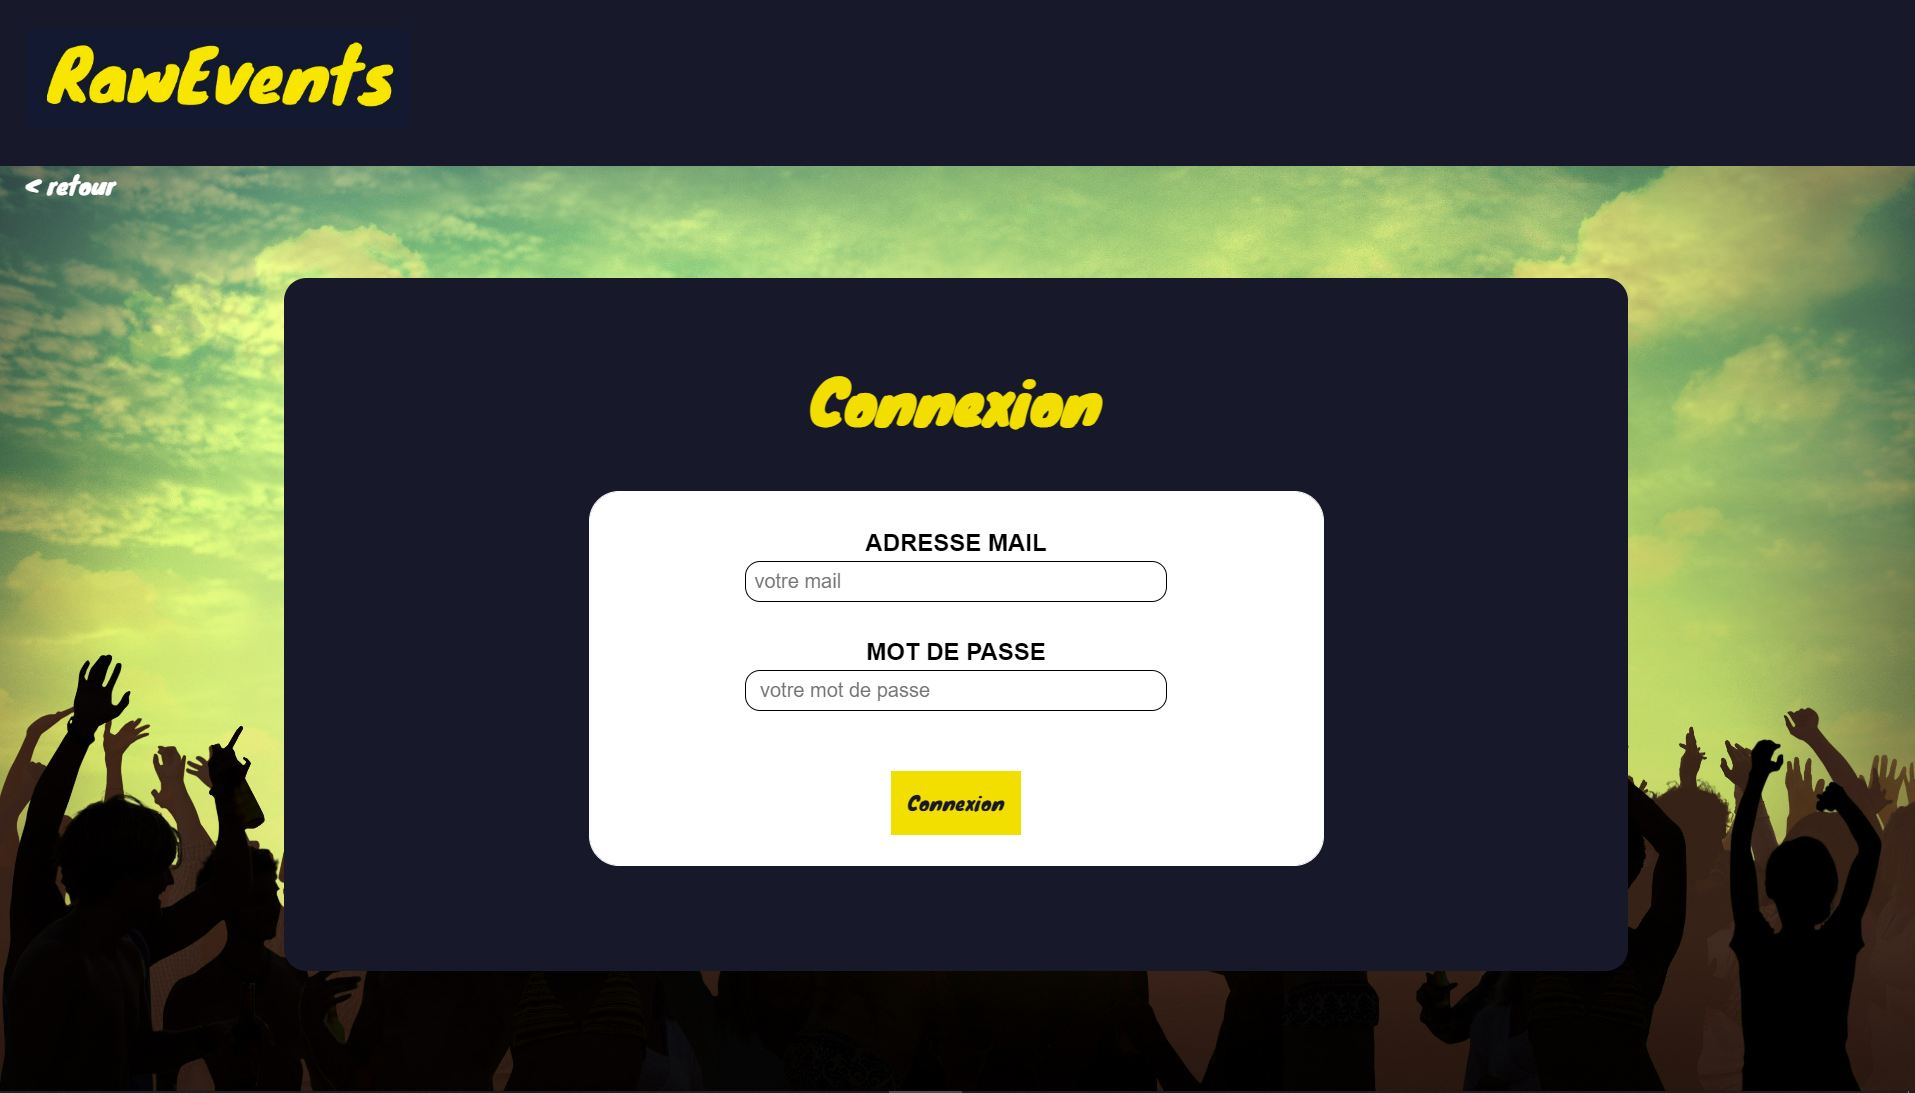 RawEvents
< retour
Connexion
ADRESSE MAIL
votre mail
MOT DE PASSE
votre mot de passe
Connexion